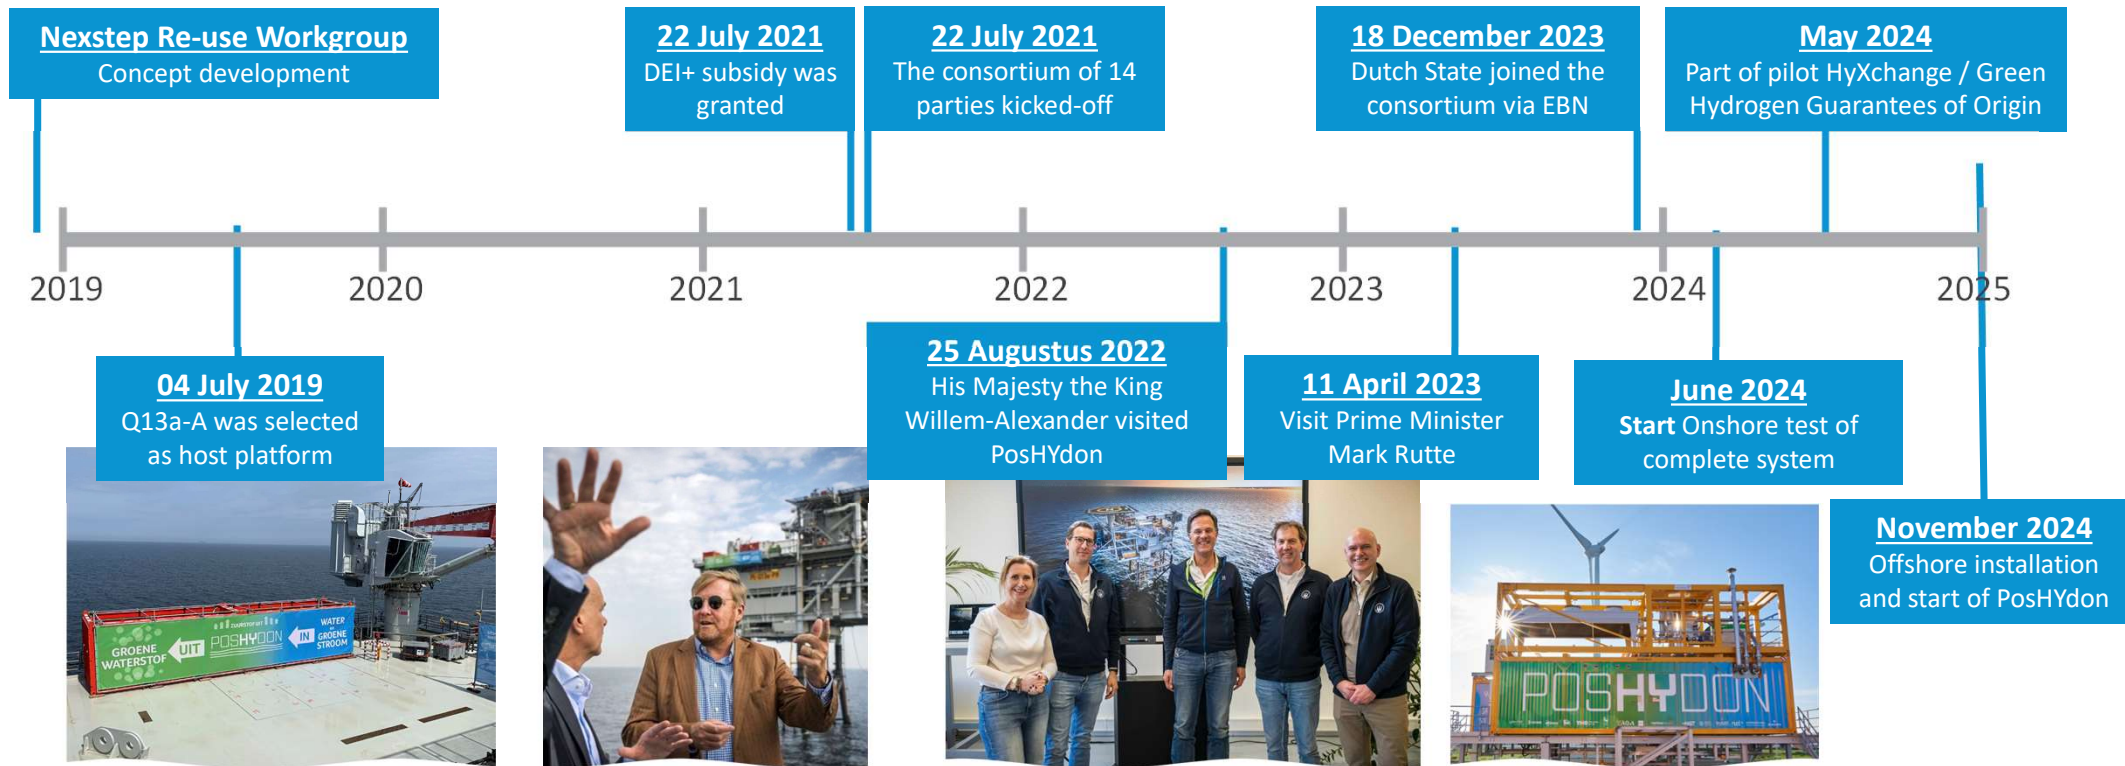 Nexstep Re-use Workgroup
Concept development
22 July 2021
DEI+ subsidy was
granted
22 July 2021
The consortium of 14
parties kicked-off
18 December 2023
Dutch State joined the
consortium via EBN
May 2024
Part of pilot HyXchange / Green
Hydrogen Guarantees of Origin
2019
2020
2021
2022
2023
2024
2025
04 July 2019
Q13a-A was selected
as host platform
25 Augustus 2022
His Majesty the King
Willem-Alexander visited
PosHYdon
11 April 2023
Visit Prime Minister
Mark Rutte
June 2024
Start Onshore test of
complete system
November 2024
Offshore installation
and start of PosHYdon
GROENE
WATERSTOF
UIT
ZUURSTOF UIT
POSHYDON
IN
WATER
GROENE
STROOM
POSHYDON